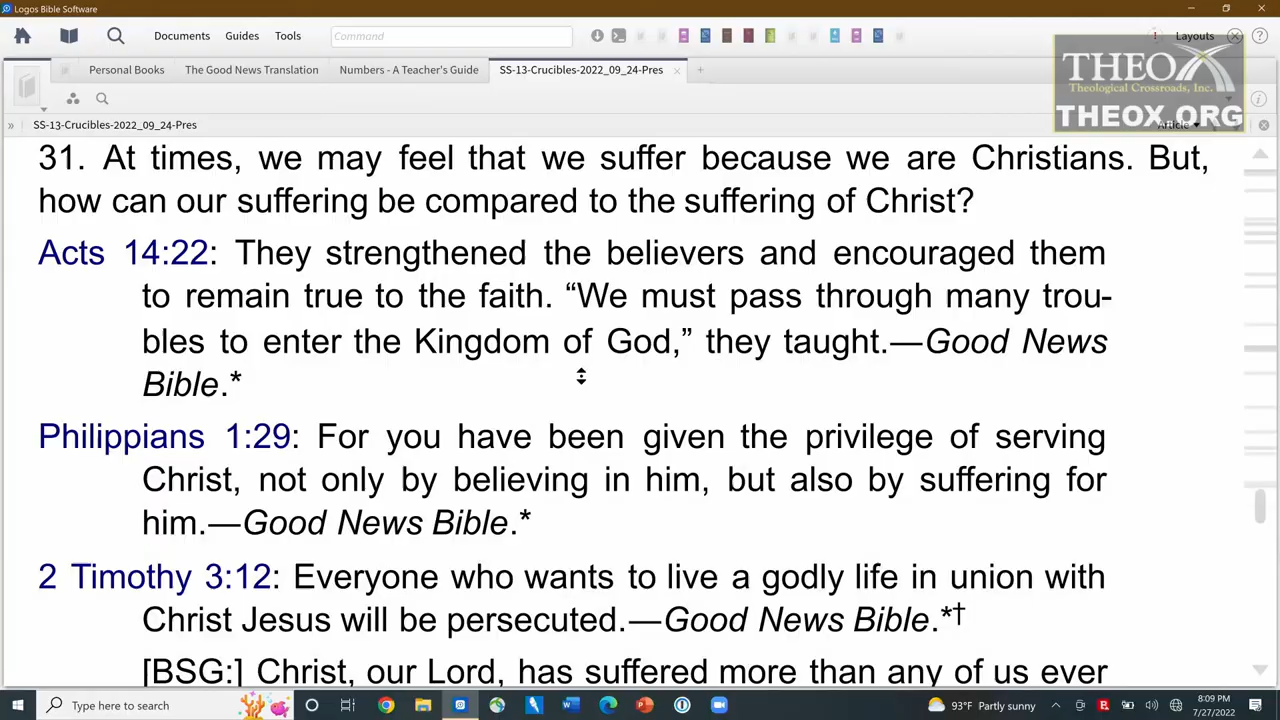 Logos Bible Software
Documents Guides Tools Command Layouts
Personal Books The Good News Translation Numbers - A Teacher's Guide SS-13-Crucibles-2022_09_24-Pres
THEOX
Theological Crossroads, Inc.
THEOX.ORG
SS-13-Crucibles-2022_09_24-Pres Article
31. At times, we may feel that we suffer because we are Christians. But,
how can our suffering be compared to the suffering of Christ?
Acts 14:22: They strengthened the believers and encouraged them
to remain true to the faith. “We must pass through many trou-
bles to enter the Kingdom of God,” they taught.—Good News
Bible.*
Philippians 1:29: For you have been given the privilege of serving
Christ, not only by believing in him, but also by suffering for
him.—Good News Bible.*
2 Timothy 3:12: Everyone who wants to live a godly life in union with
Christ Jesus will be persecuted.—Good News Bible.*†
[BSG:] Christ, our Lord, has suffered more than any of us ever
Type here to search 93°F Partly sunny 8:09 PM
7/27/2022